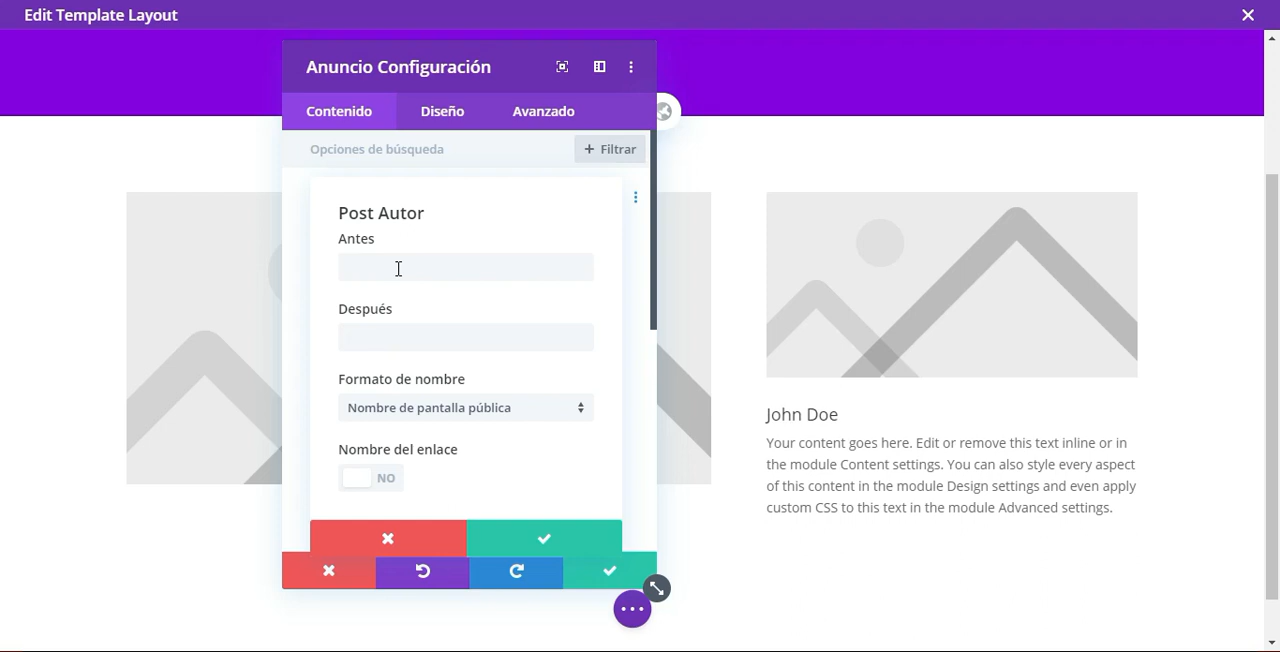 Edit Template Layout
Anuncio Configuración
Contenido
Diseño
Avanzado
Opciones de búsqueda
+ Filtrar
Post Autor
Antes
Después
Formato de nombre
Nombre de pantalla pública
Nombre del enlace
NO
John Doe
Your content goes here. Edit or remove this text inline or in
the module Content settings. You can also style every aspect
of this content in the module Design settings and even apply
custom CSS to this text in the module Advanced settings.